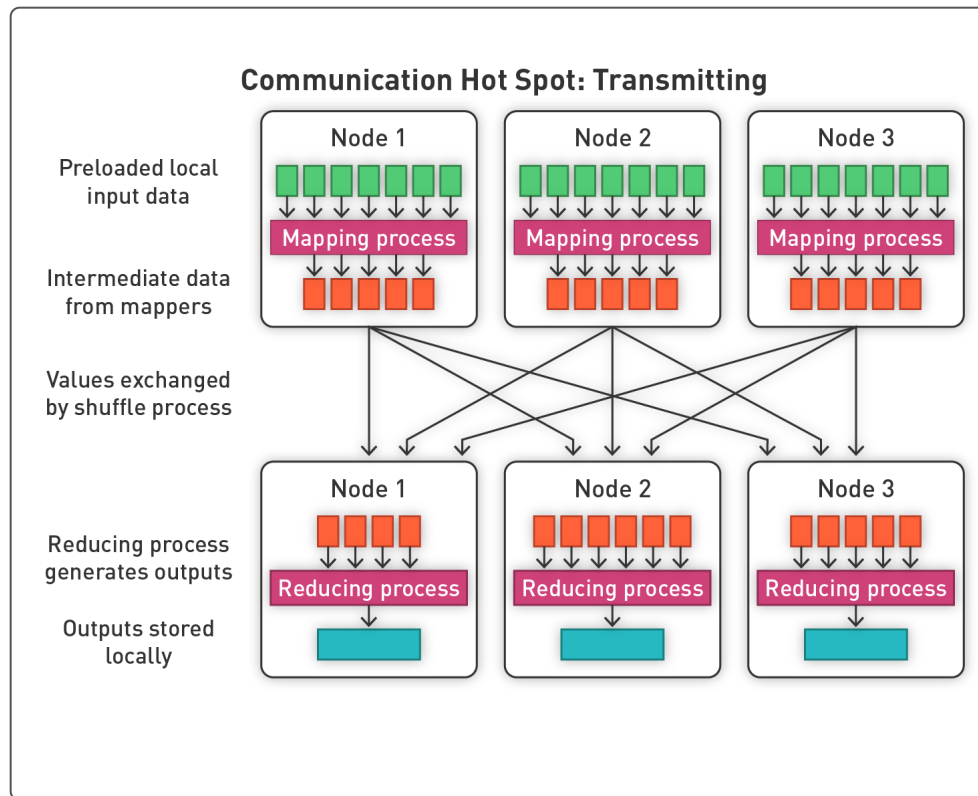 Communication Hot Spot: Transmitting
Node 1
Node 2
Node 3
Preloaded local
input data
Mapping process
Mapping process
Mapping process
Intermediate data
from mappers
Values exchanged
by shuffle process
Node 1
Node 2
Node 3
Reducing process
generates outputs
Reducing process
Reducing process
Reducing process
Outputs stored
locally